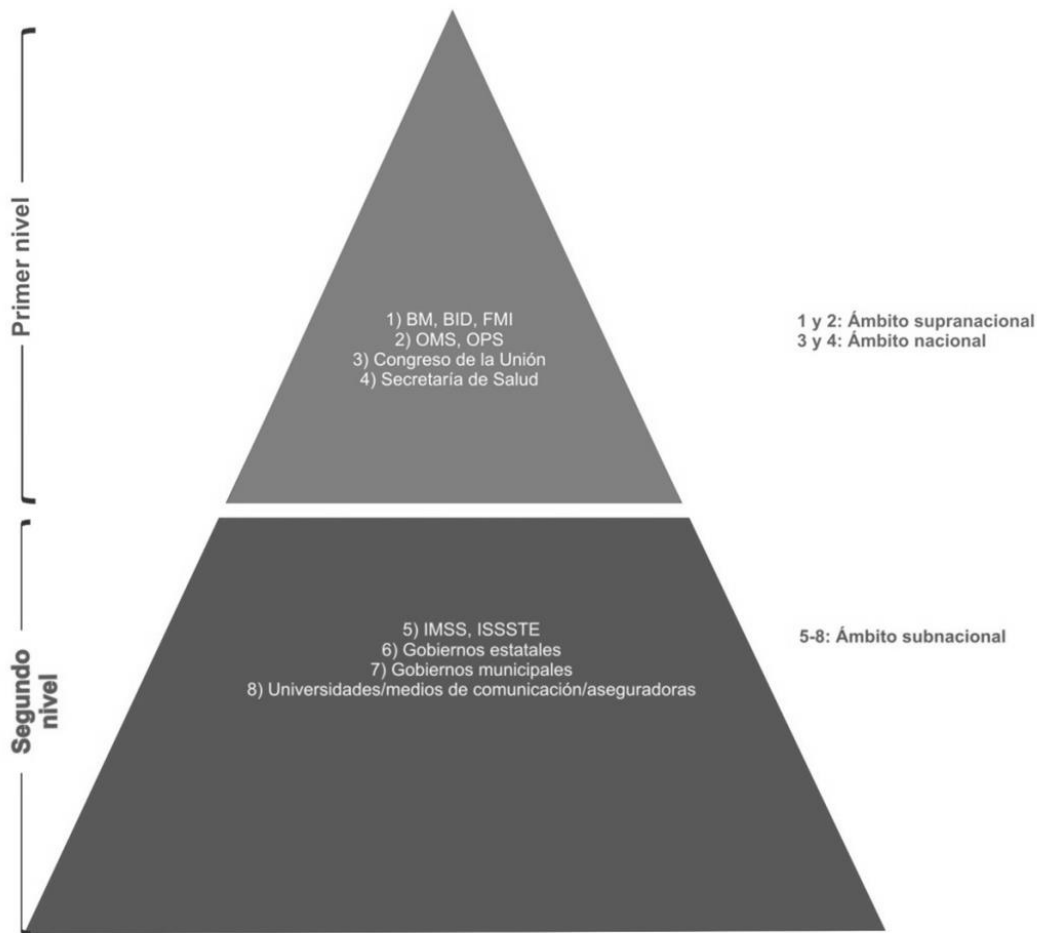 Primer nivel
1) BM, BID, FMI
2) OMS, OPS
3) Congreso de la Unión
4) Secretaría de Salud
1 y 2: Ámbito supranacional
3 y 4: Ámbito nacional
Segundo
nivel
5) IMSS, ISSSTE
6) Gobiernos estatales
7) Gobiernos municipales
8) Universidades/medios de comunicación/aseguradoras
5-8: Ámbito subnacional